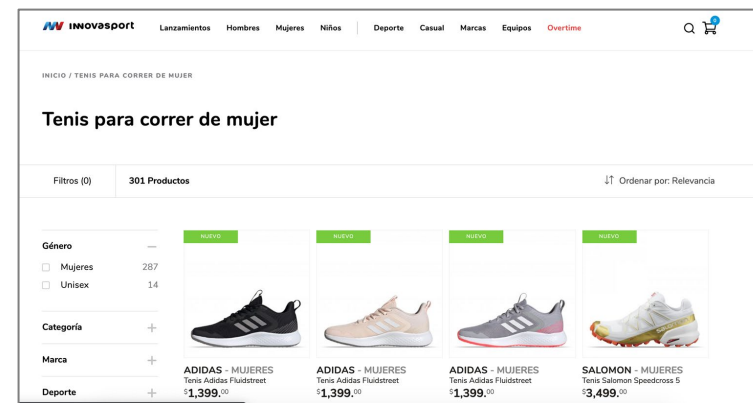 INNOVASPORT Lanzamientos Hombres Mujeres Niños Deporte Casual Marcas Equipos Overtime 0
INICIO / TENIS PARA CORRER DE MUJER
Tenis para correr de mujer
Filtros (0) 301 Productos Ordenar por: Relevancia
Género
Mujeres 287
Unisex 14
Categoría
Marca
Deporte
NUEVO NUEVO NUEVO NUEVO
ADIDAS - MUJERES
Tenis Adidas Fluidstreet
$1,399.00
ADIDAS - MUJERES
Tenis Adidas Fluidstreet
$1,399.00
ADIDAS - MUJERES
Tenis Adidas Fluidstreet
$1,399.00
SALOMON - MUJERES
Tenis Salomon Speedcross 5
$3,499.00